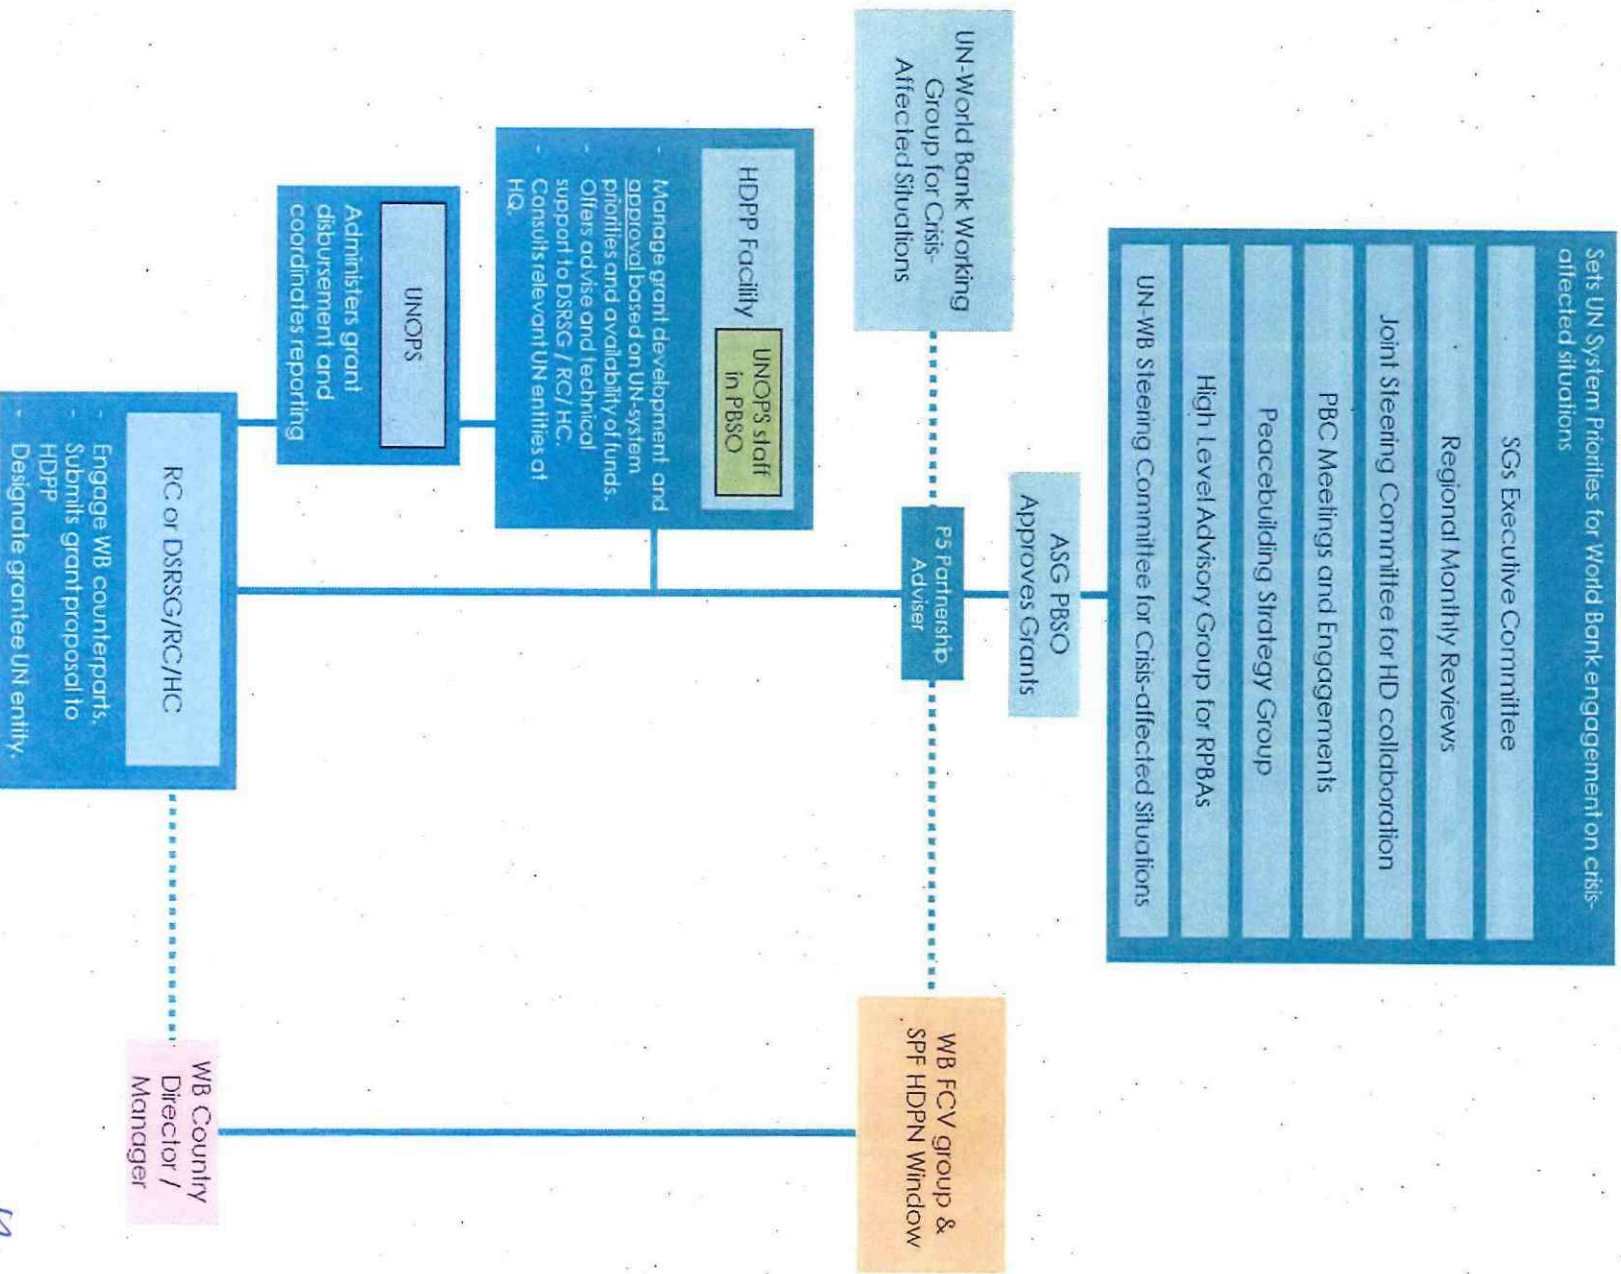 Sets UN System Priorities for World Bank engagement on crisis-
affected situations
SGs Executive Committee
Regional Monthly Reviews
Joint Steering Committee for HD collaboration
PBC Meetings and Engagements
Peacebuilding Strategy Group
High Level Advisory Group for RPBAs
UN-WB Steering Committee for Crisis-affected Situations
ASG PBSO
Approves Grants
UN-World Bank Working
Group for Crisis-
Affected Situations
P5 Partnership
Adviser
WB FCV group &
SPF HDPN Window
HDPP Facility
UNOPS staff
in PBSO
- Manage grant development and
approval based on UN-system
priorities and availability of funds.
- Offers advise and technical
support to DSRSG / RC/ HC.
- Consults relevant UN entities at
HQ.
UNOPS
Administers grant
disbursement and
coordinates reporting
RC or DSRSG/RC/HC
- Engage WB counterparts.
- Submits grant proposal to
HDPP
- Designate grantee UN entity.
WB Country
Director /
Manager